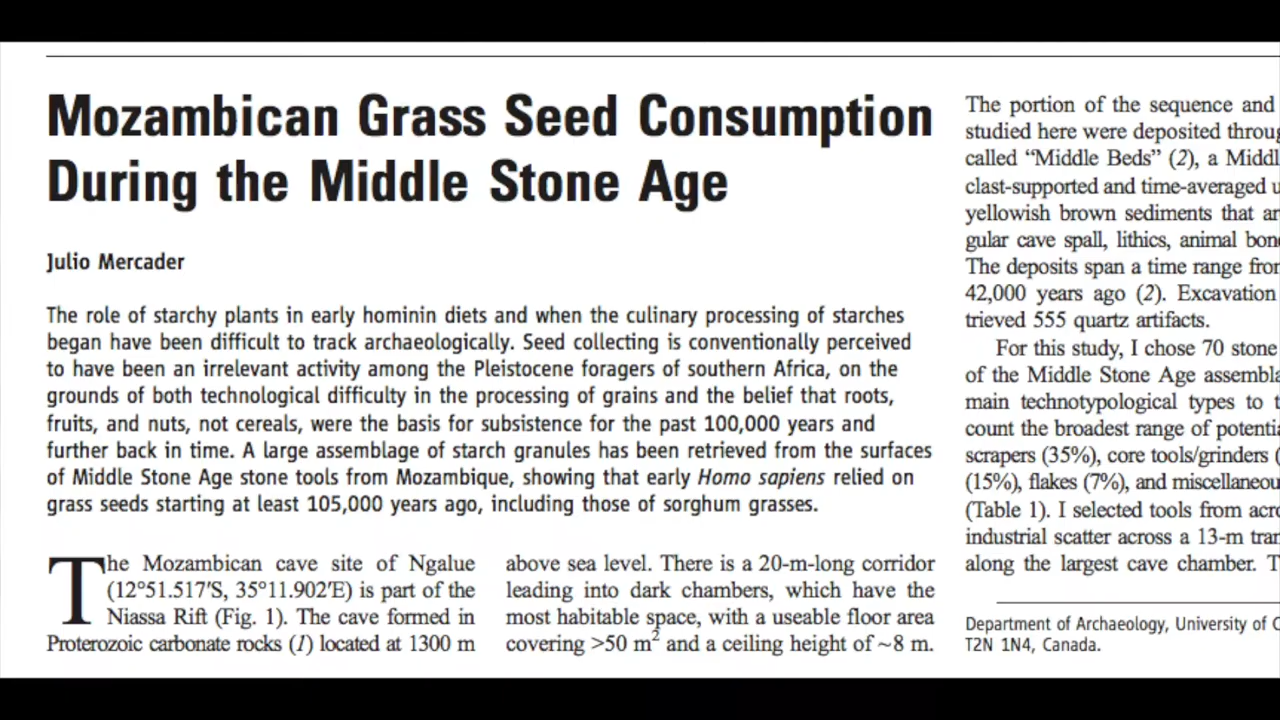 Mozambican Grass Seed Consumption
During the Middle Stone Age
Julio Mercader
The role of starchy plants in early hominin diets and when the culinary processing of starches
began have been difficult to track archaeologically. Seed collecting is conventionally perceived
to have been an irrelevant activity among the Pleistocene foragers of southern Africa, on the
grounds of both technological difficulty in the processing of grains and the belief that roots,
fruits, and nuts, not cereals, were the basis for subsistence for the past 100,000 years and
further back in time. A large assemblage of starch granules has been retrieved from the surfaces
of Middle Stone Age stone tools from Mozambique, showing that early Homo sapiens relied on
grass seeds starting at least 105,000 years ago, including those of sorghum grasses.
The Mozambican cave site of Ngalue
(12°51.517′S, 35°11.902′E) is part of the
Niassa Rift (Fig. 1). The cave formed in
Proterozoic carbonate rocks (1) located at 1300 m
above sea level. There is a 20-m-long corridor
leading into dark chambers, which have the
most habitable space, with a useable floor area
covering >50 m² and a ceiling height of ~8 m.
The portion of the sequence and
studied here were deposited
called “Middle Beds” (2), a
clast-supported and time-averaged
yellowish brown sediments that
gular cave spall, lithics, animal
The deposits span a time range
42,000 years ago (2). Excavation
trieved 555 quartz artifacts.
For this study, I chose 70 stone
of the Middle Stone Age
main technotypological types to
count the broadest range of
scrapers (35%), core tools/grinders
(15%), flakes (7%), and
(Table 1). I selected tools from
industrial scatter across a 13-m
along the largest cave chamber.
Department of Archaeology, University of
T2N 1N4, Canada.